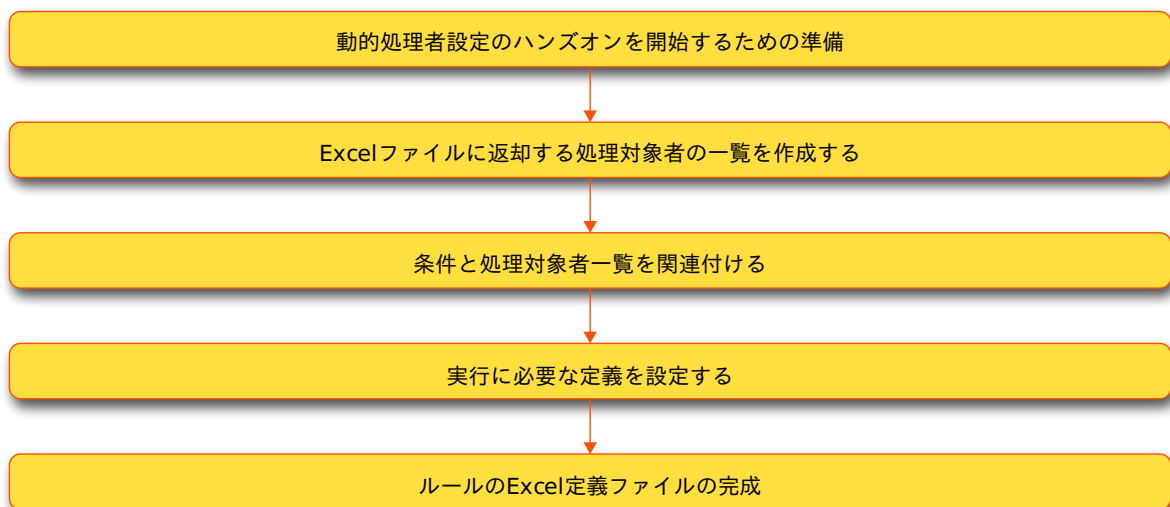 動的処理者設定のハンズオンを開始するための準備
Excelファイルに返却する処理対象者の一覧を作成する
条件と処理対象者一覧を関連付ける
実行に必要な定義を設定する
ルールのExcel定義ファイルの完成